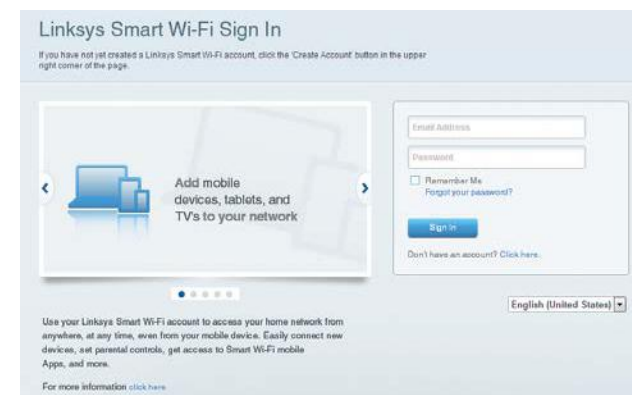 Linksys Smart Wi-Fi Sign In
If you have not yet created a Linksys Smart Wi-Fi account, click the 'Create Account' button in the upper
right corner of the page.
Add mobile
devices, tablets, and
TV's to your network
Email Address
Password
Remember Me
Forgot your password?
Sign In
Don't have an account? Click here.
English (United States)
Use your Linksys Smart Wi-Fi account to access your home network from
anywhere, at any time, even from your mobile device. Easily connect new
devices, set parental controls, get access to Smart Wi-Fi mobile
Apps, and more.
For more information click here